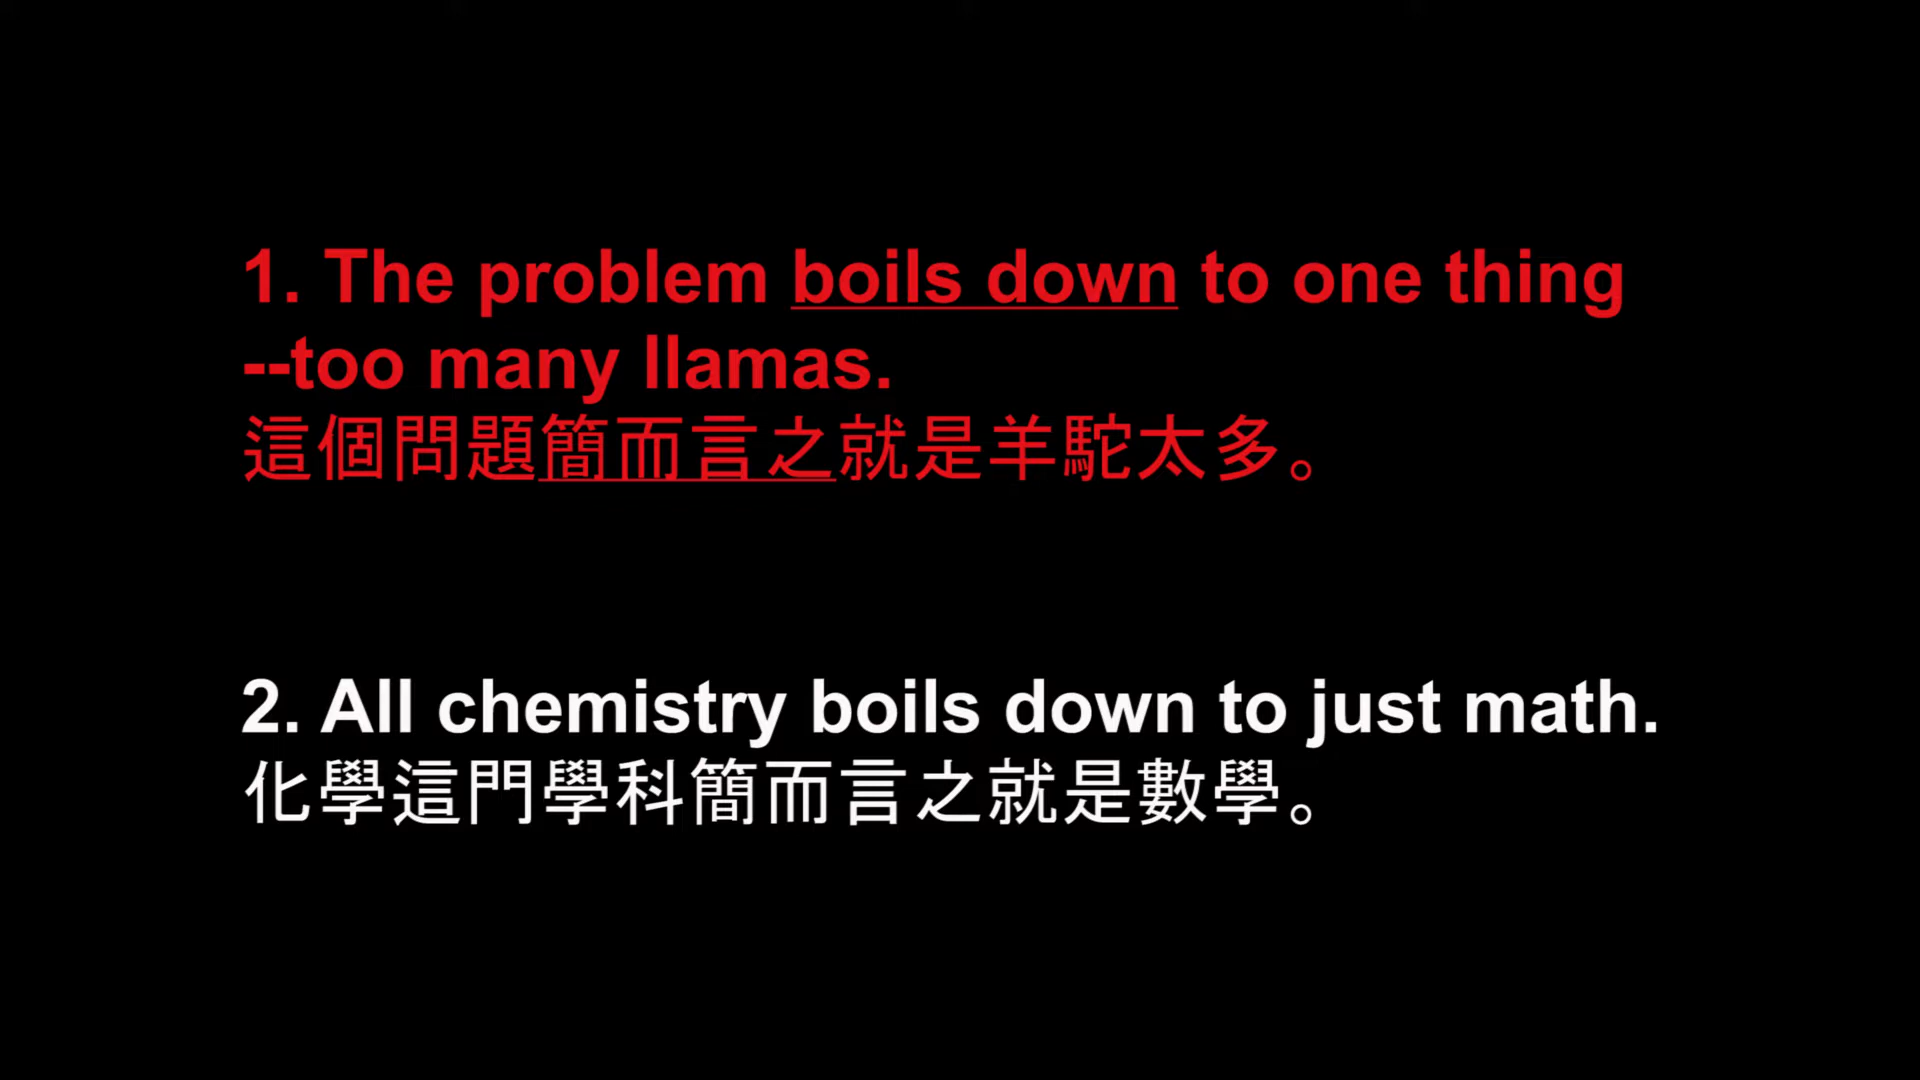 1. The problem boils down to one thing
--too many llamas.
這個問題簡而言之就是羊駝太多。
2. All chemistry boils down to just math.
化學這門學科簡而言之就是數學。